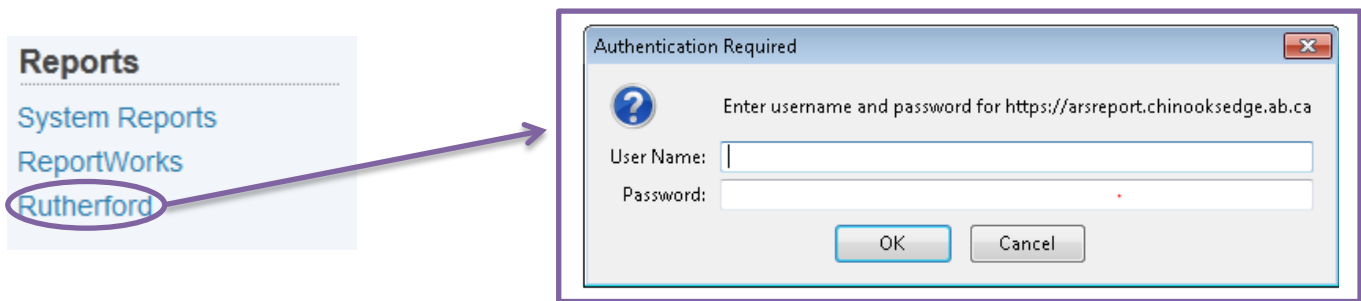 Reports
System Reports
ReportWorks
Rutherford
Authentication Required
Enter username and password for https://arsreport.chinooksedge.ab.ca
User Name:
Password:
OK
Cancel